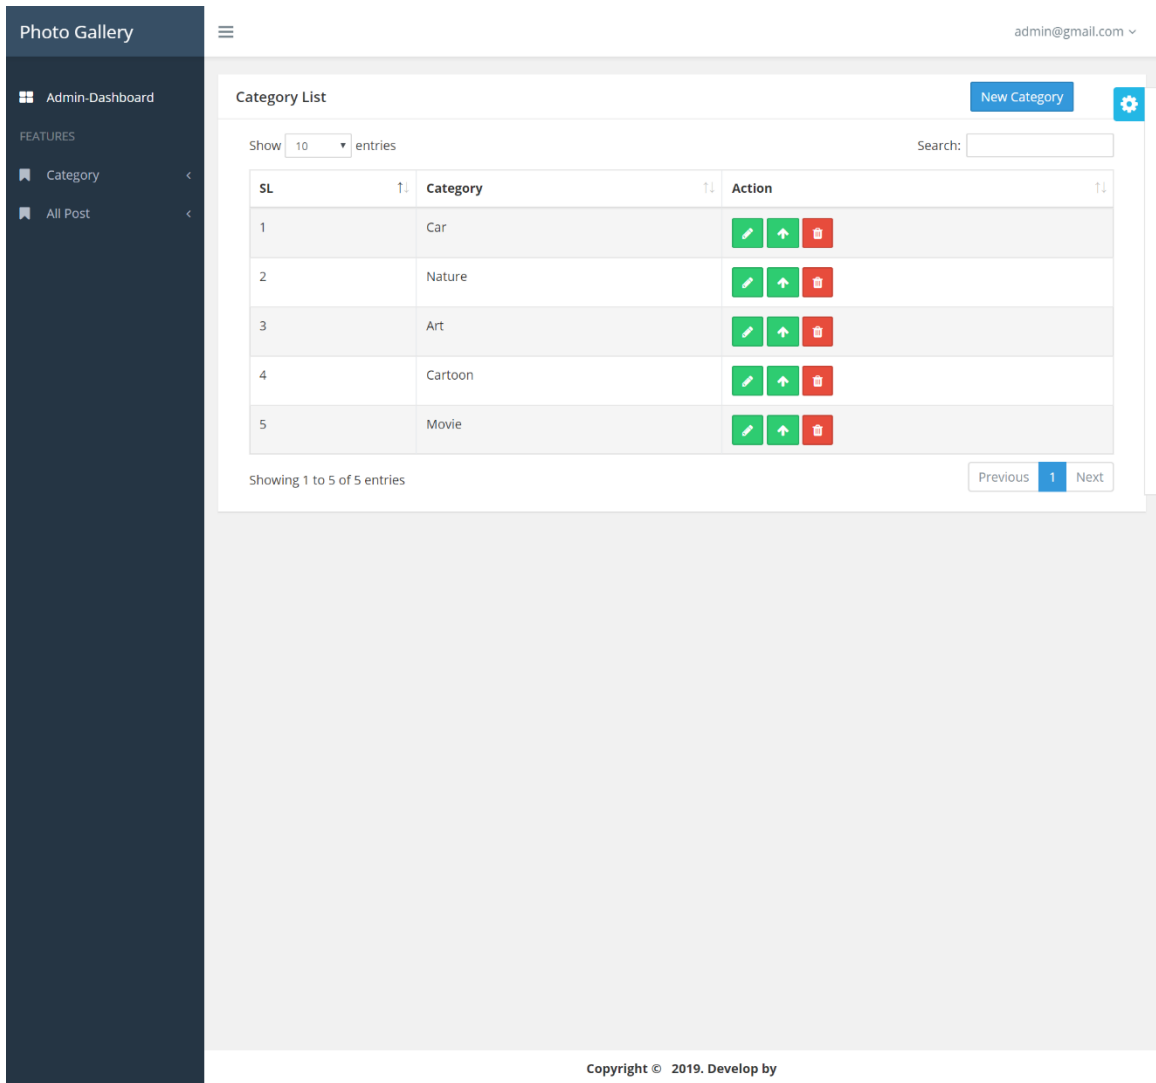 Photo Gallery
admin@gmail.com
Admin-Dashboard
FEATURES
Category
All Post
Category List
New Category
Show 10 entries
Search:
SL Category Action
1 Car
2 Nature
3 Art
4 Cartoon
5 Movie
Showing 1 to 5 of 5 entries
Previous 1 Next
Copyright © 2019. Develop by